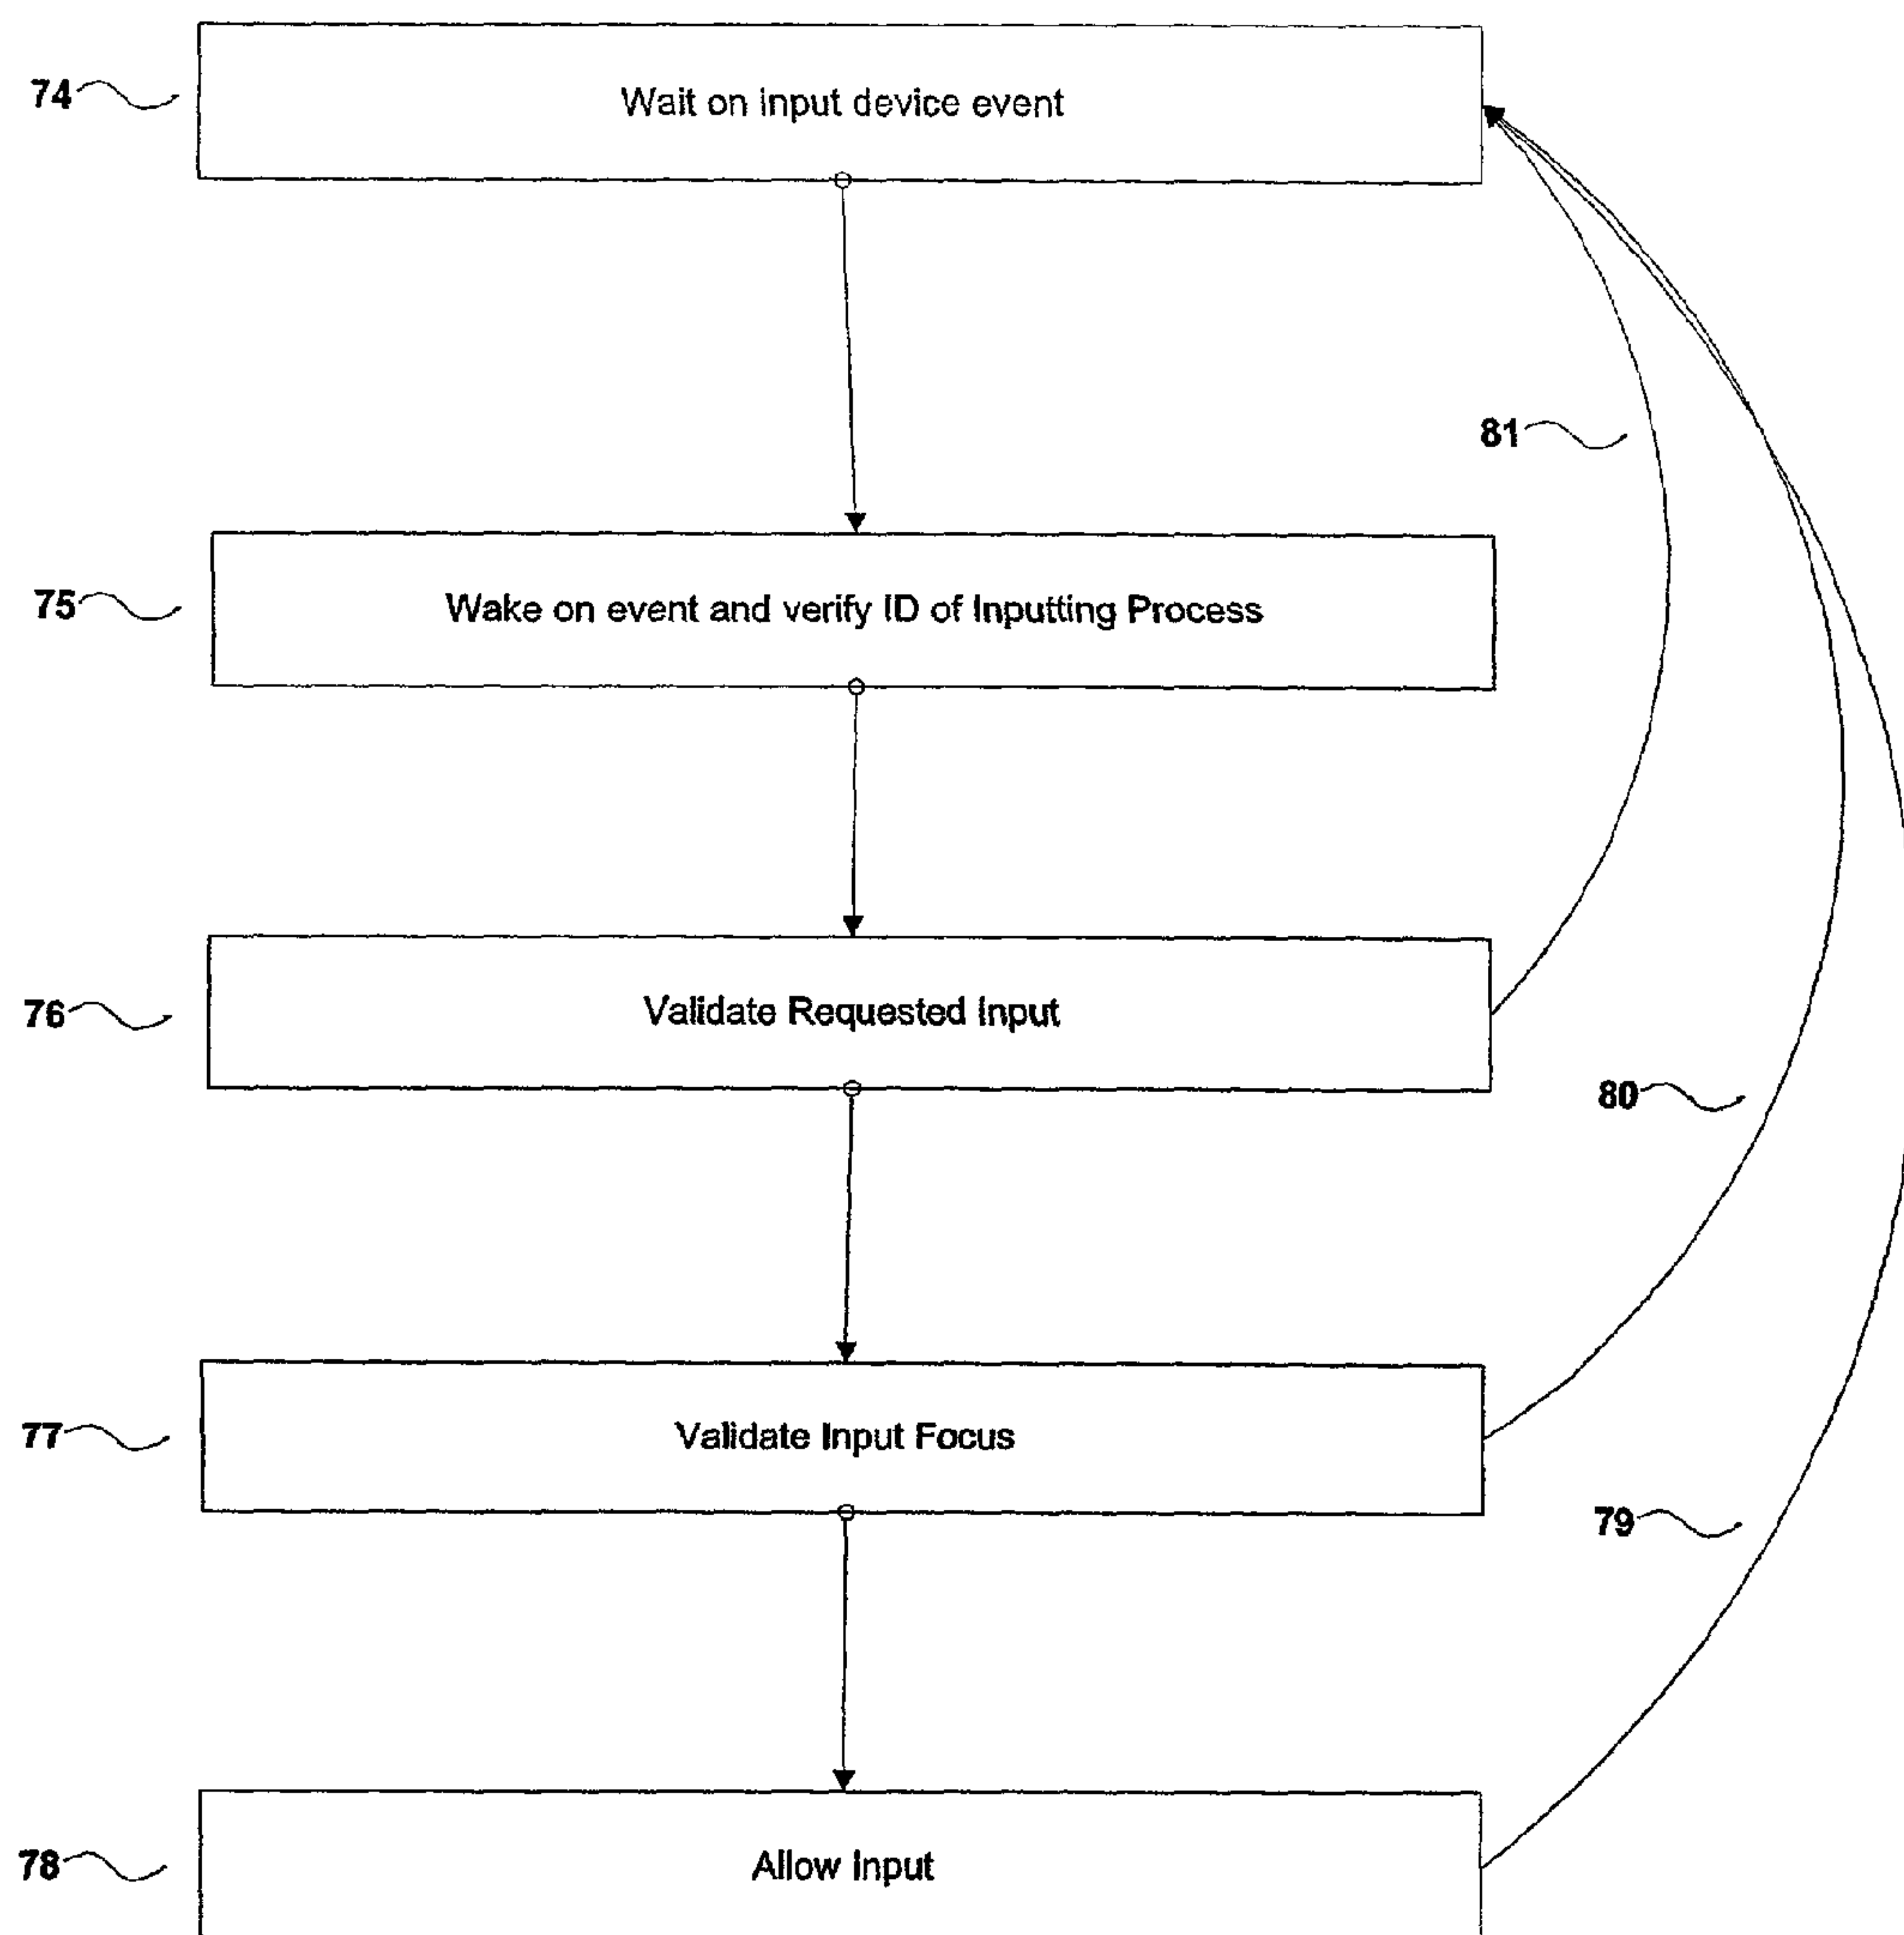 74
Wait on input device event
81
75
Wake on event and verify ID of Inputting Process
76
Validate Requested Input
80
77
Validate Input Focus
79
78
Allow Input